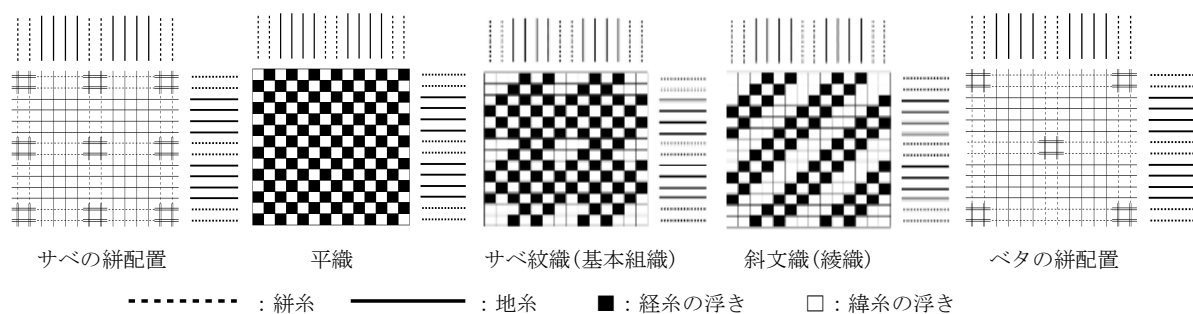 サベの絣配置 平織 サベ紋織(基本組織) 斜文織(綾織) ベタの絣配置
：絣糸 ：地糸 ■：経糸の浮き □：緯糸の浮き